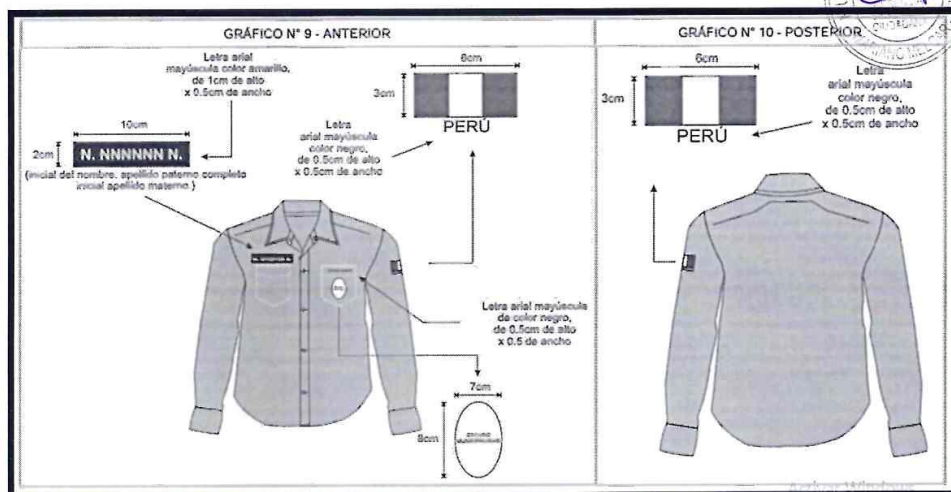 GRÁFICO N° 9 - ANTERIOR
Letra arial
mayúscula color amarillo,
de 1cm de alto
x 0.5cm de ancho
10cm
2cm
N. NNNNNN N.
(inicial del nombre, apellido paterno completo
inicial apellido materno)
6cm
3cm
PERÚ
Letra
arial mayúscula
color negro,
de 0.5cm de alto
x 0.5cm de ancho
Letra arial mayúscula
de color negro,
de 0.5cm de alto
x 0.5 de ancho
7cm
8cm
GRÁFICO N° 10 - POSTERIOR
CIUDADANO
6cm
3cm
PERÚ
Letra
arial mayúscula
color negro,
de 0.5cm de alto
x 0.5cm de ancho
Activar Windows